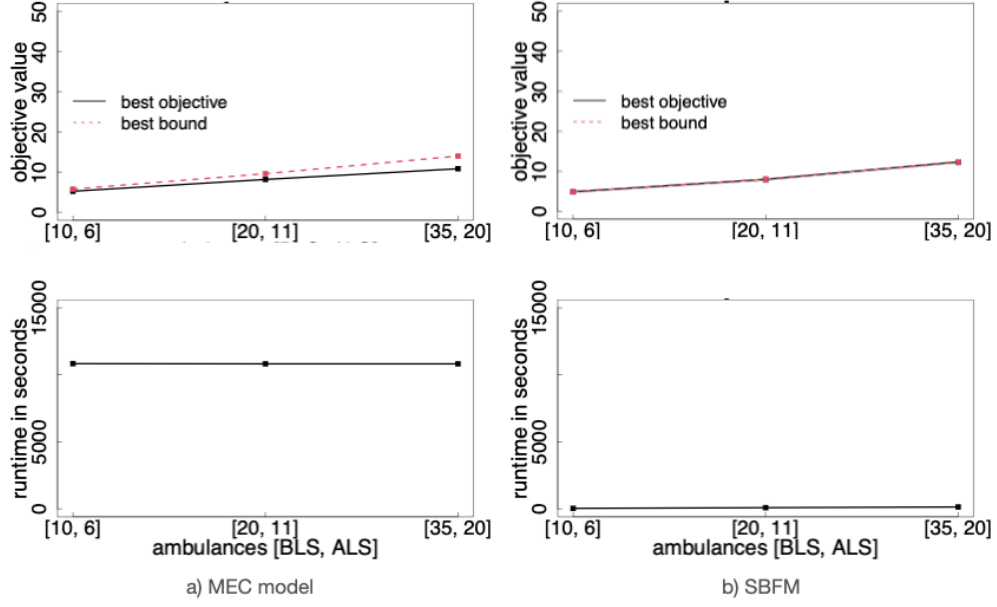 objective value
50
40
30
20
10
0
best objective
best bound
[10, 6]
[20, 11]
[35, 20]
objective value
50
40
30
20
10
0
best objective
best bound
[10, 6]
[20, 11]
[35, 20]
runtime in seconds
15000
5000
0
[10, 6]
[20, 11]
[35, 20]
ambulances [BLS, ALS]
a) MEC model
runtime in seconds
15000
5000
0
[10, 6]
[20, 11]
[35, 20]
ambulances [BLS, ALS]
b) SBFM